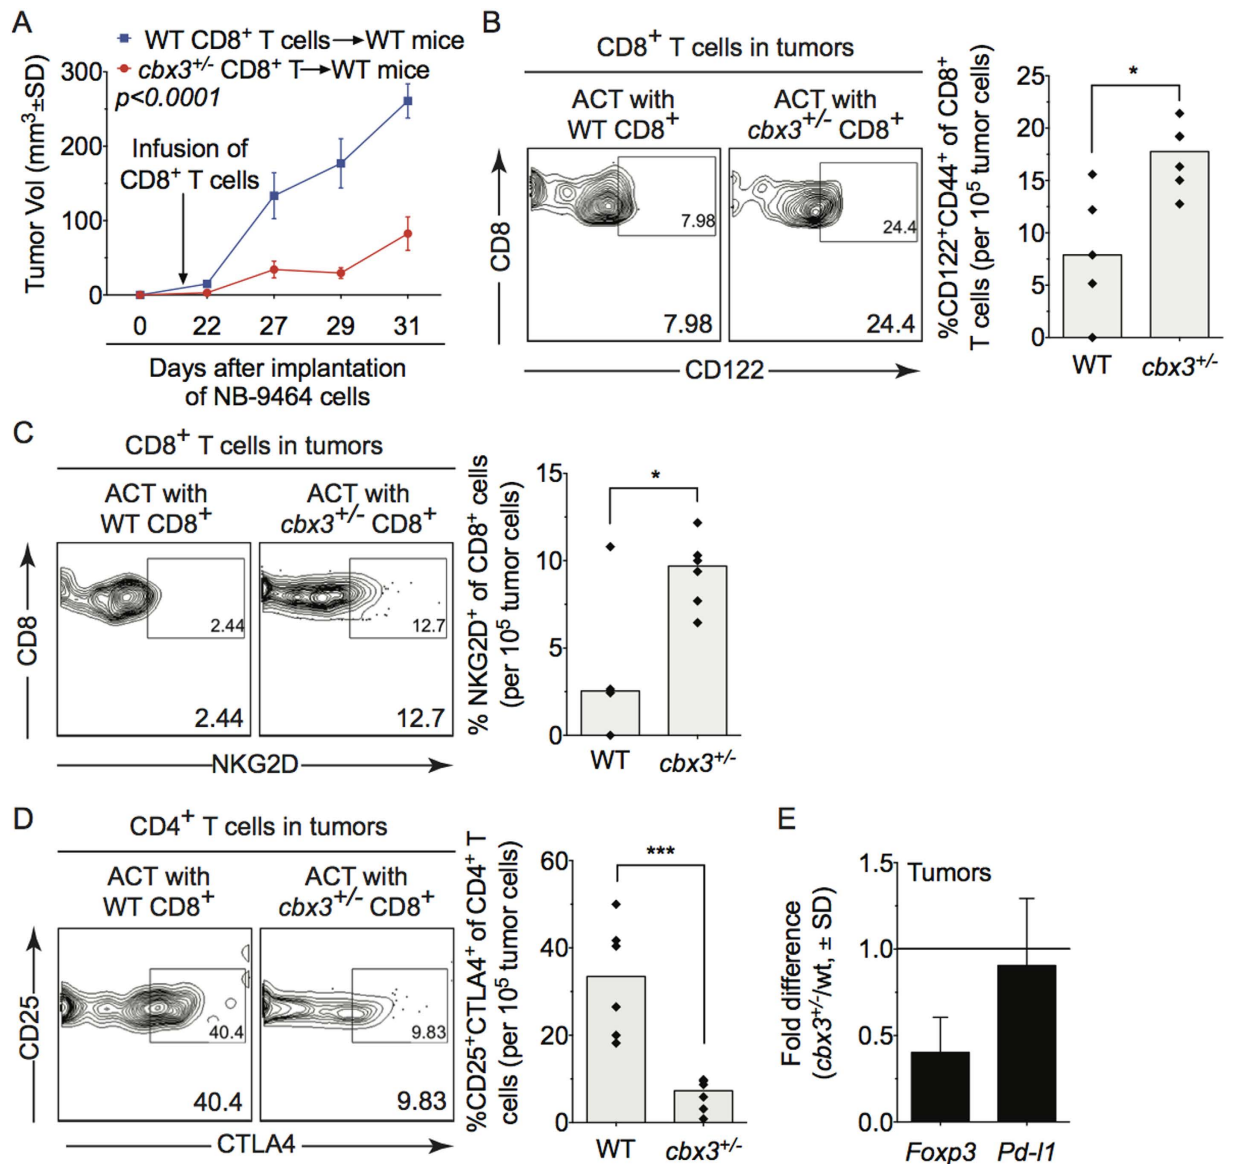 A
WT CD8+ T cells→WT mice
cbx3+/- CD8+ T→WT mice
p<0.0001
Infusion of
CD8+ T cells
Tumor Vol (mm3±SD)
300
200
100
0
0 22 27 29 31
Days after implantation
of NB-9464 cells
B
CD8+ T cells in tumors
ACT with
WT CD8+
ACT with
cbx3+/- CD8+
7.98
7.98
24.4
24.4
CD8
CD122
%CD122+CD44+ of CD8+
T cells (per 10^5 tumor cells)
25
20
15
10
5
0
*
WT cbx3+/-
C
CD8+ T cells in tumors
ACT with
WT CD8+
ACT with
cbx3+/- CD8+
2.44
2.44
12.7
12.7
CD8
NKG2D
% NKG2D+ of CD8+ cells
(per 10^5 tumor cells)
15
10
5
0
*
WT cbx3+/-
D
CD4+ T cells in tumors
ACT with
WT CD8+
ACT with
cbx3+/- CD8+
40.4
40.4
9.83
9.83
CD25
CTLA4
%CD25+CTLA4+ of CD4+ T
cells (per 10^5 tumor cells)
60
40
20
0
***
WT cbx3+/-
E
Tumors
Fold difference
(cbx3+/-/wt, ± SD)
1.5
1.0
0.5
0.0
Foxp3 Pd-l1